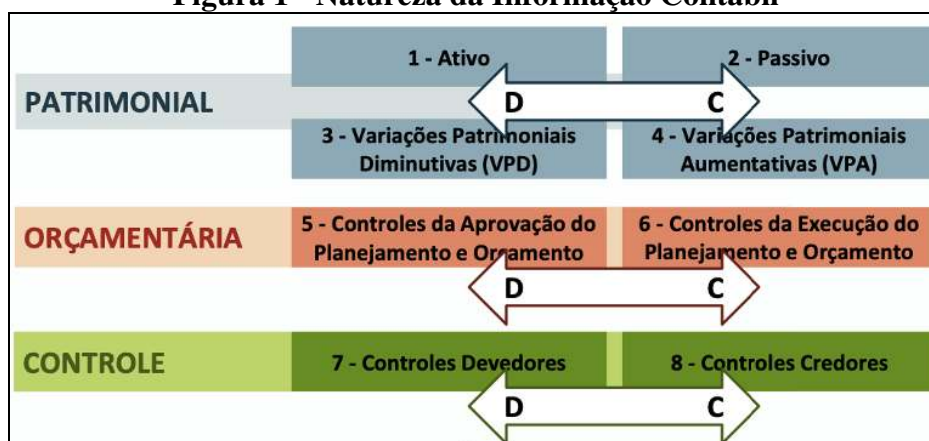 Figura 1 - Natureza da Informação Contábil
1 - Ativo
2 - Passivo
PATRIMONIAL
D
C
3 - Variações Patrimoniais
Diminutivas (VPD)
4 - Variações Patrimoniais
Aumentativas (VPA)
ORÇAMENTÁRIA
5 - Controles da Aprovação do
Planejamento e Orçamento
6 - Controles da Execução do
Planejamento e Orçamento
D
C
CONTROLE
7 - Controles Devedores
8 - Controles Credores
D
C